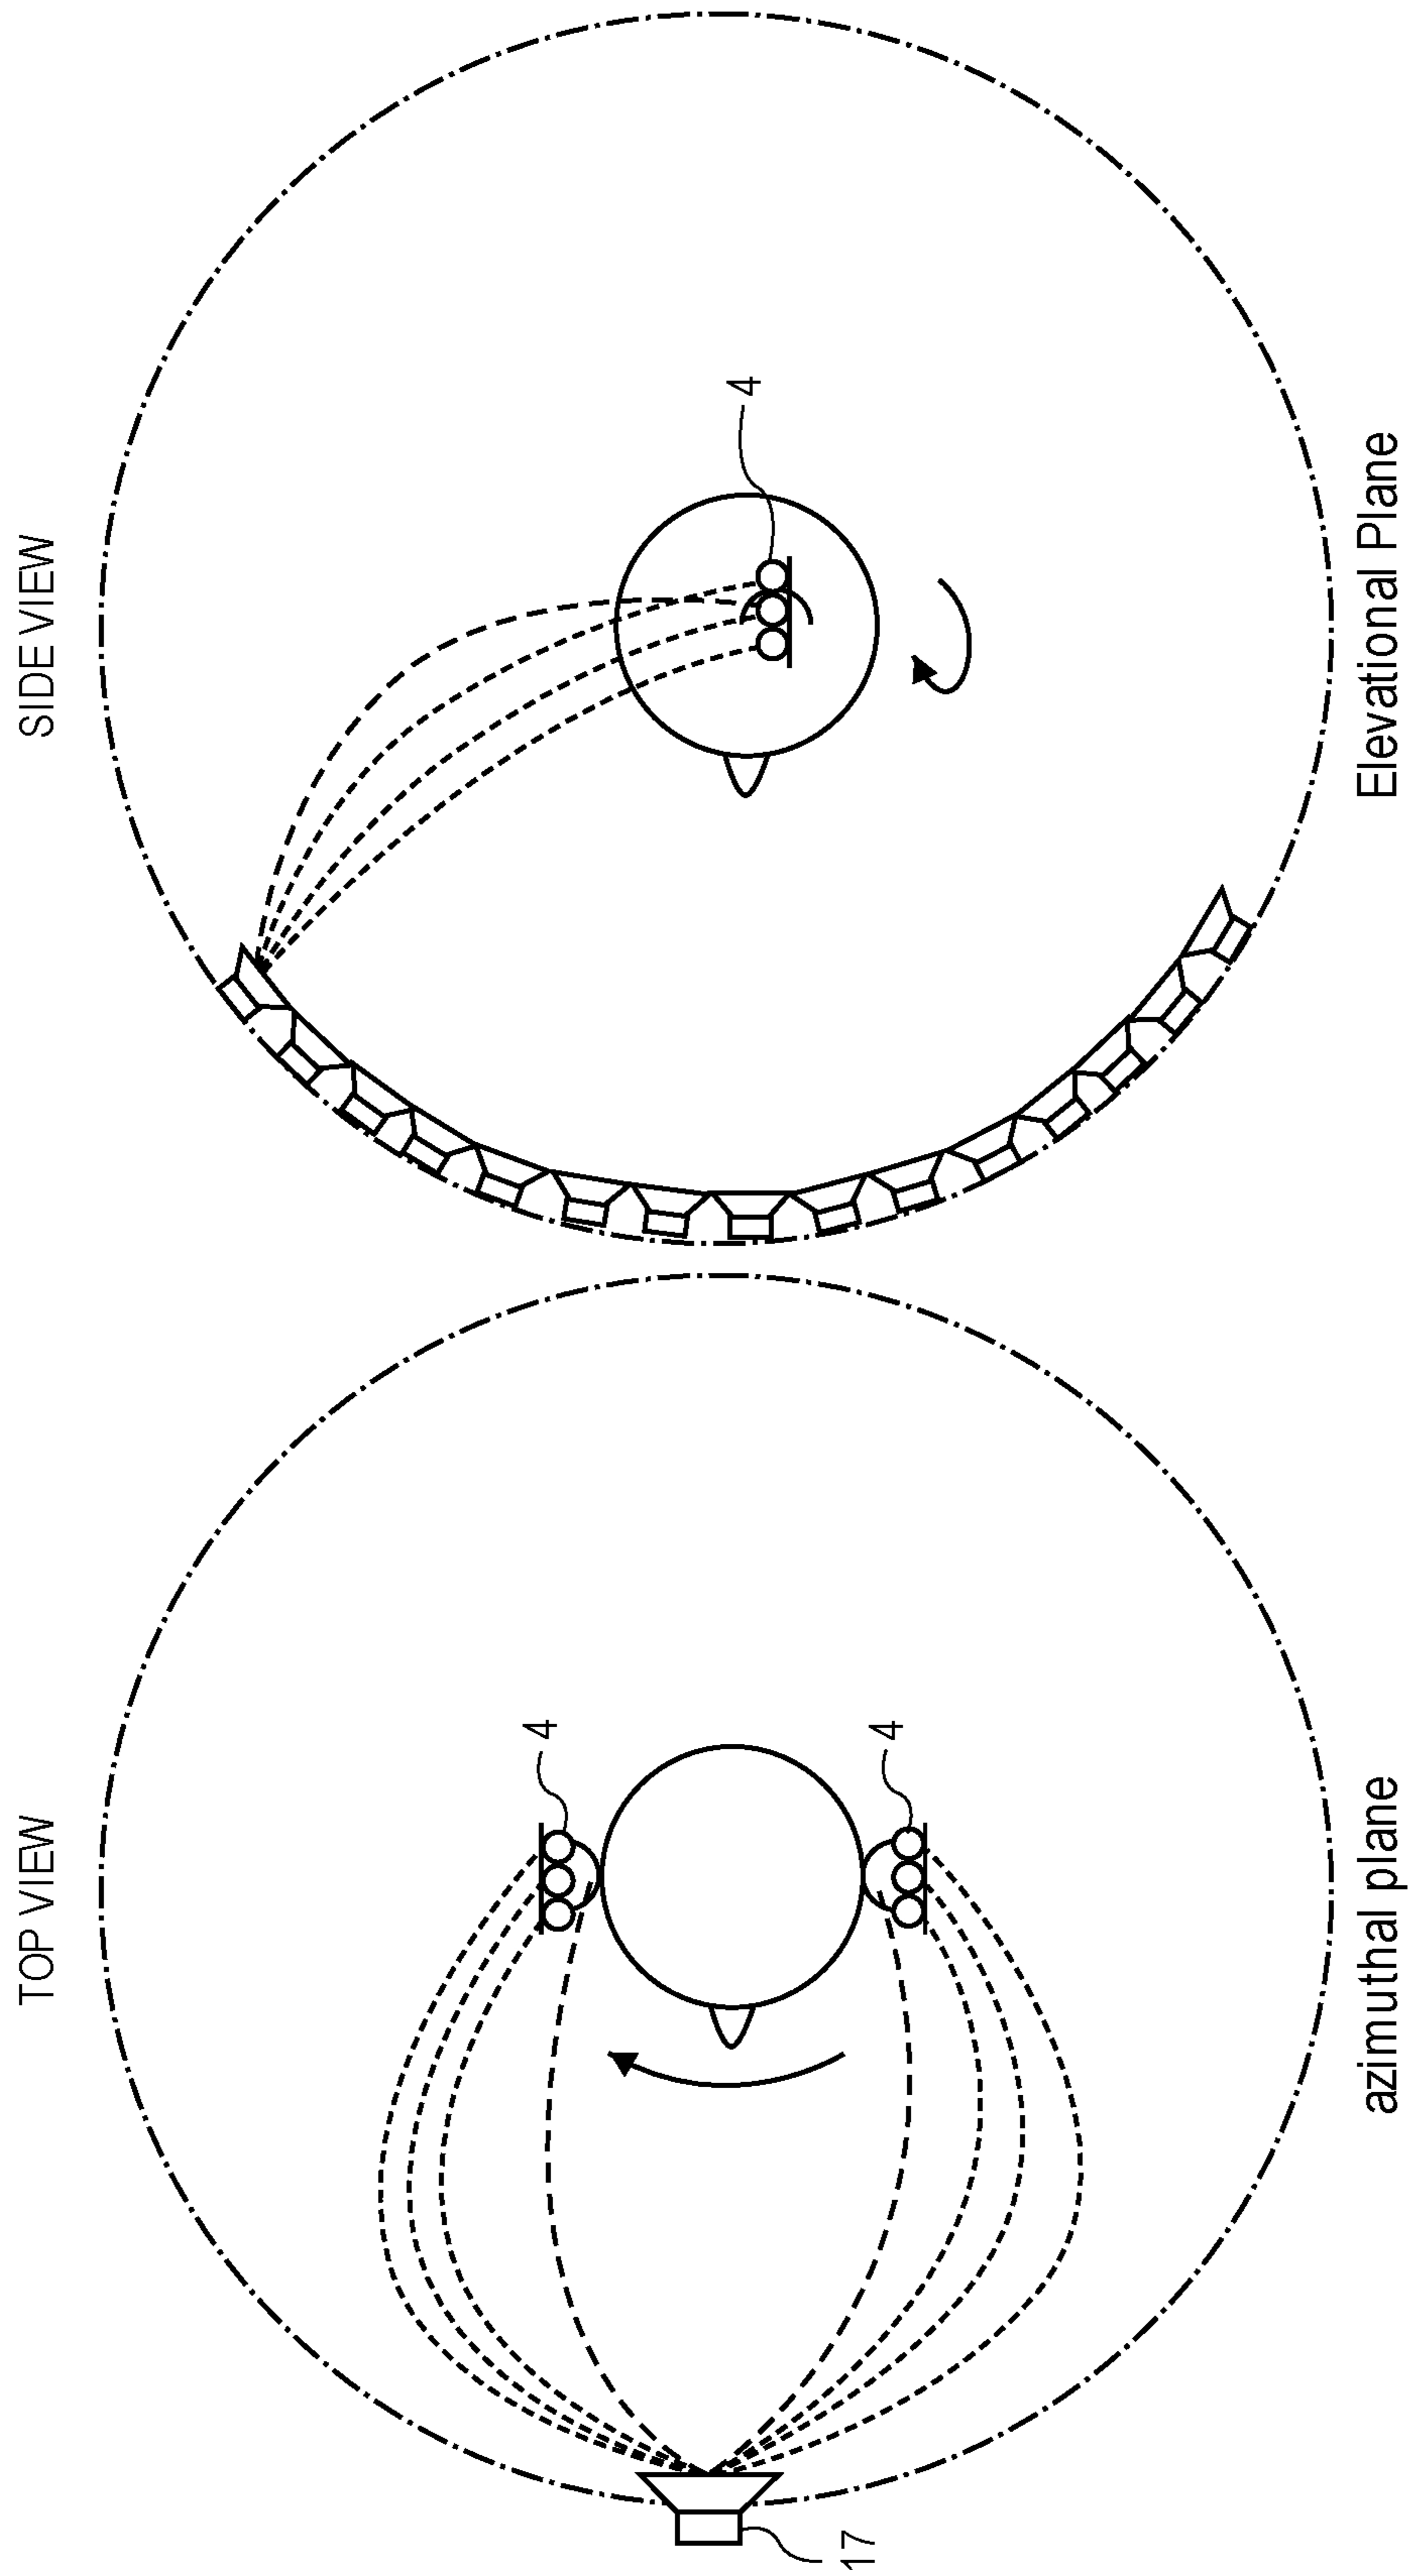 TOP VIEW
4
4
17
azimuthal plane
SIDE VIEW
4
Elevational Plane